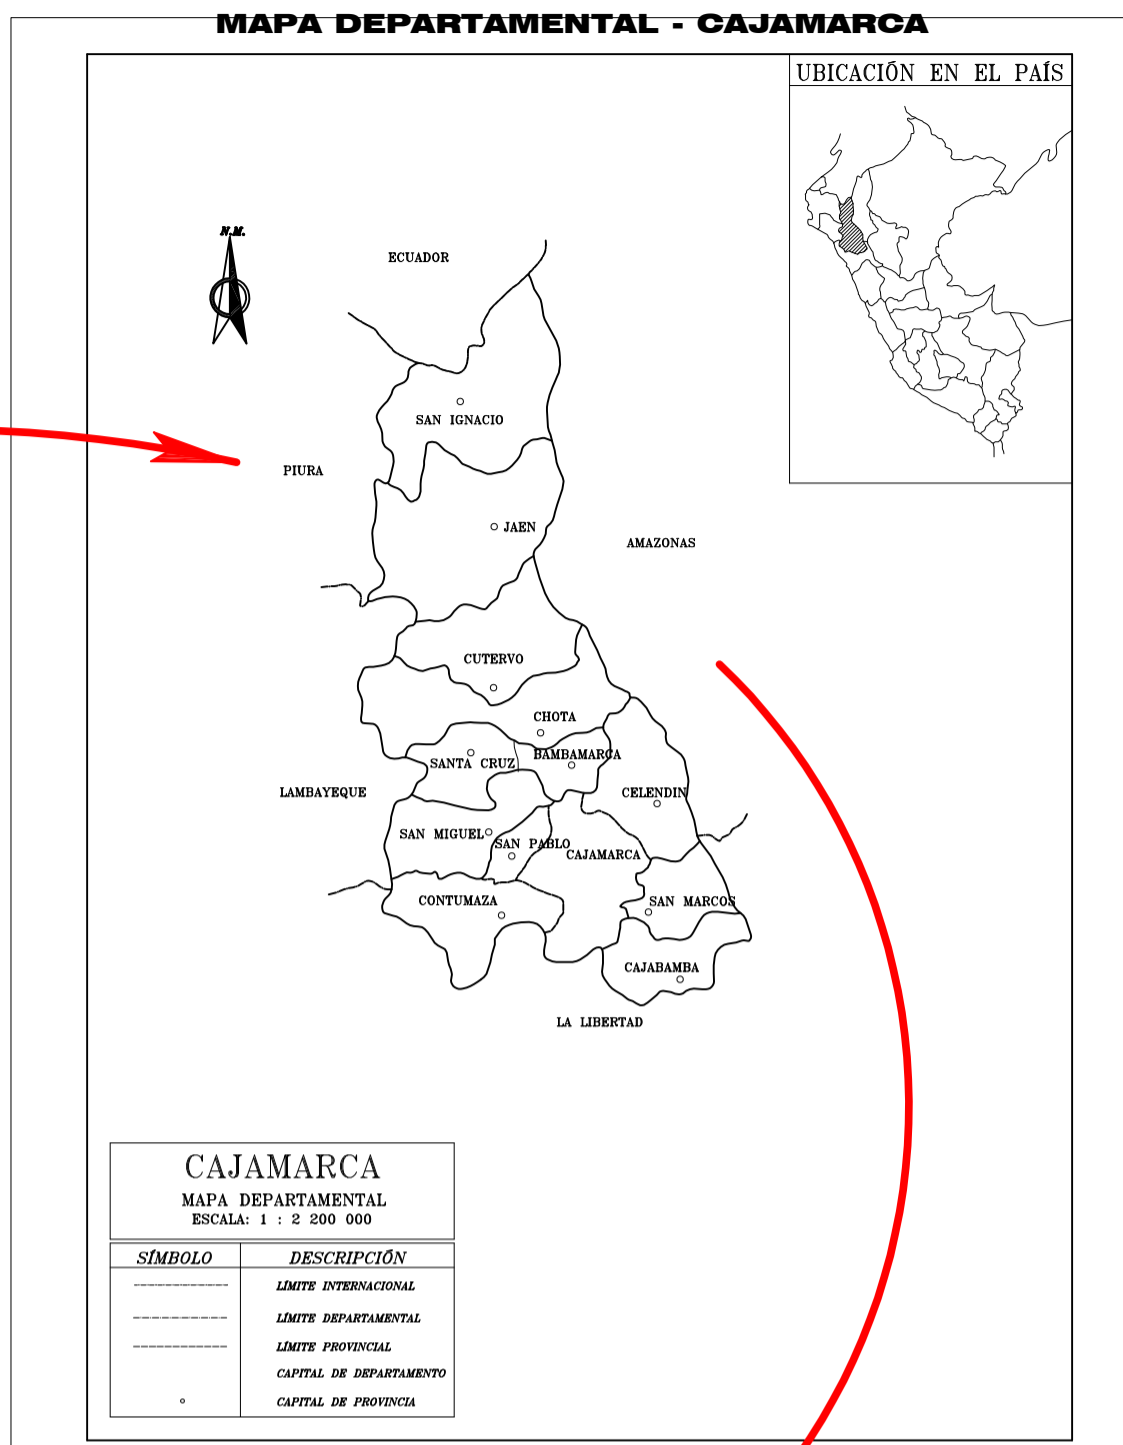 MAPA DEPARTAMENTAL - CAJAMARCA
UBICACIÓN EN EL PAÍS
N.M.
ECUADOR
SAN IGNACIO
PIURA
JAEN
AMAZONAS
CUTERVO
CHOTA
BAMBAMARCA
SANTA CRUZ
LAMBAYEQUE
CELENDIN
SAN MIGUEL
SAN PABLO
CAJAMARCA
CONTUMAZA
SAN MARCOS
CAJABAMBA
LA LIBERTAD
CAJAMARCA
MAPA DEPARTAMENTAL
ESCALA: 1 : 2 200 000
SÍMBOLO DESCRIPCIÓN
LÍMITE INTERNACIONAL
LÍMITE DEPARTAMENTAL
LÍMITE PROVINCIAL
CAPITAL DE DEPARTAMENTO
CAPITAL DE PROVINCIA